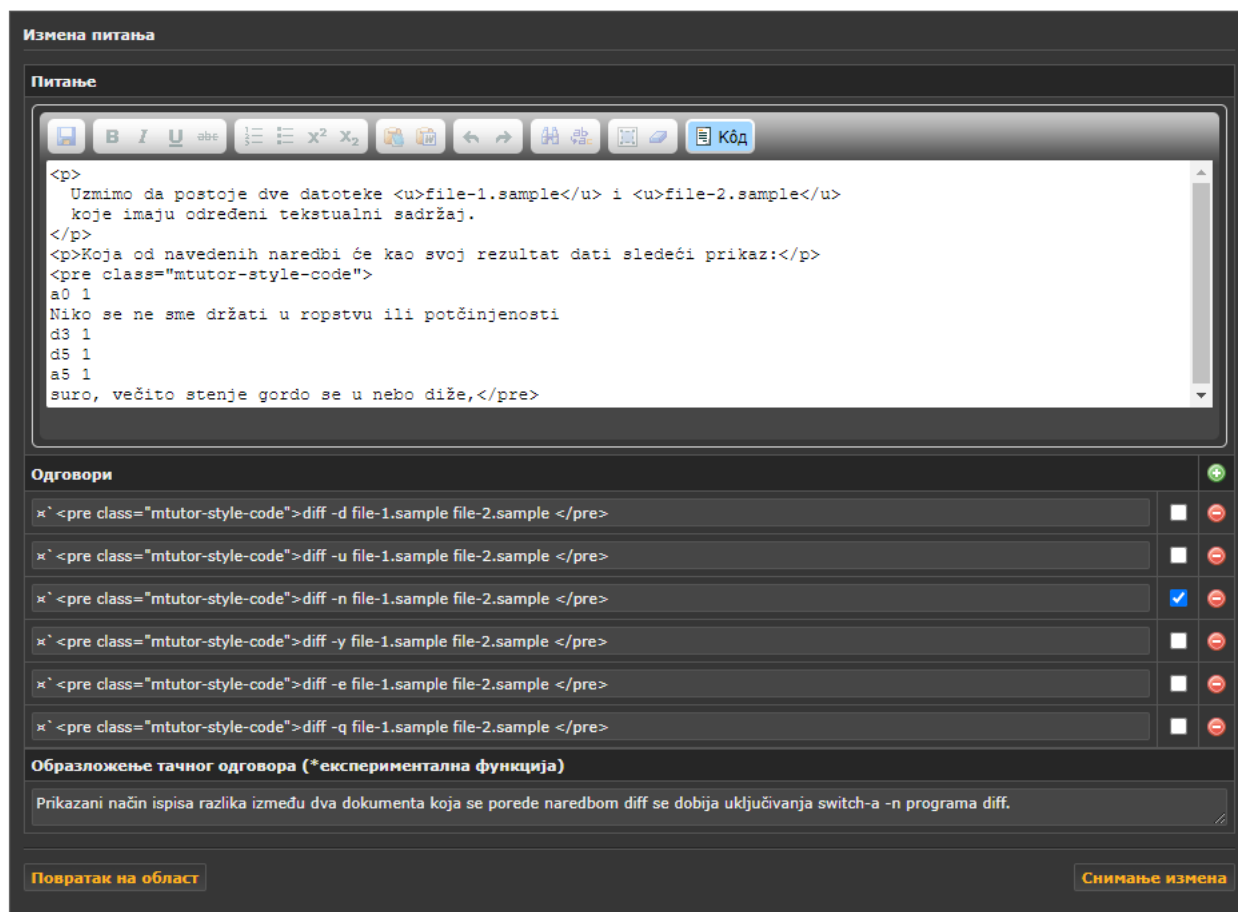 Измена питања
Питање
B I U abc x² X₂ W ab ac Кôд
<p>
Uzmimo da postoje dve datoteke <u>file-1.sample</u> i <u>file-2.sample</u>
koje imaju određeni tekstualni sadržaj.
</p>
<p>Koja od navedenih naredbi će kao svoj rezultat dati sledeći prikaz:</p>
<pre class="mtutor-style-code">
a0 1
Niko se ne sme držati u ropstvu ili potčinjenosti
d3 1
d5 1
a5 1
suro, večito stenje gordo se u nebo diže,</pre>
Одговори
¤`<pre class="mtutor-style-code">diff -d file-1.sample file-2.sample </pre>
¤`<pre class="mtutor-style-code">diff -u file-1.sample file-2.sample </pre>
¤`<pre class="mtutor-style-code">diff -n file-1.sample file-2.sample </pre>
¤`<pre class="mtutor-style-code">diff -y file-1.sample file-2.sample </pre>
¤`<pre class="mtutor-style-code">diff -e file-1.sample file-2.sample </pre>
¤`<pre class="mtutor-style-code">diff -q file-1.sample file-2.sample </pre>
Образложење тачног одговора (*експериментална функција)
Prikazani način ispisa razlika između dva dokumenta koja se porede naredbom diff se dobija uključivanja switch-a -n programa diff.
Повратак на област Снимање измена